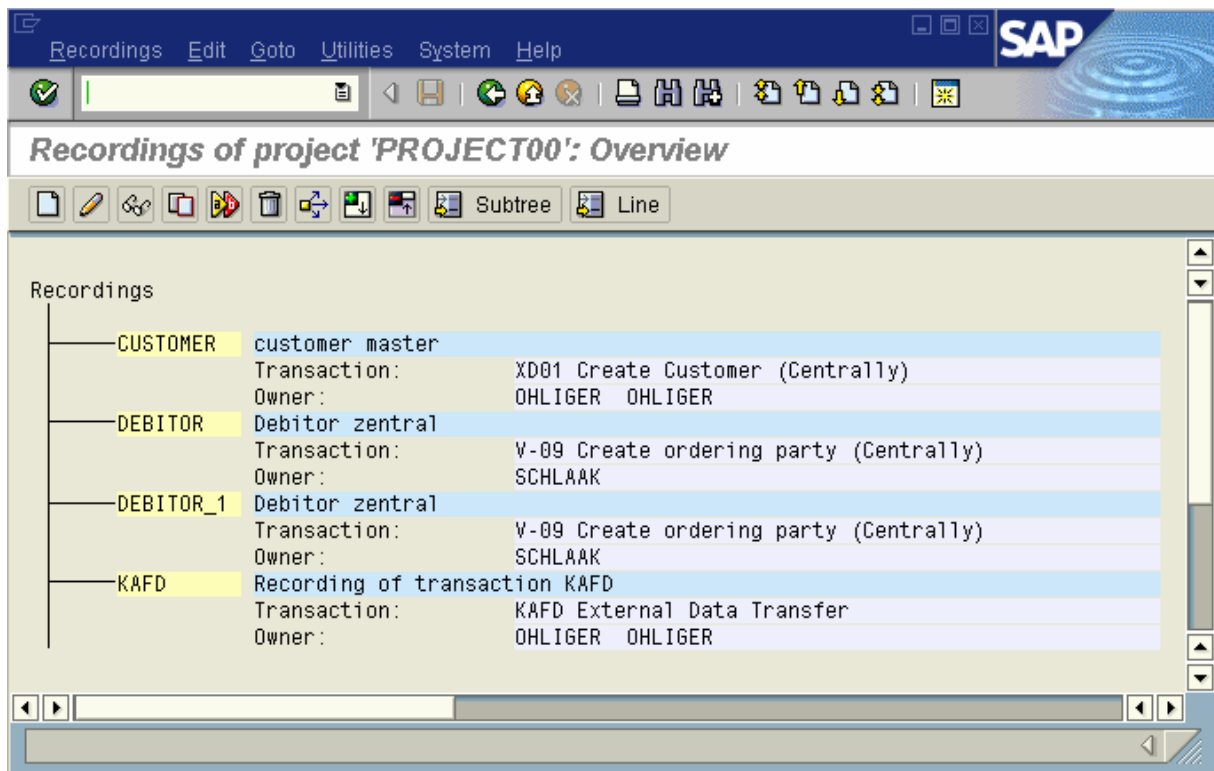 Recordings Edit Goto Utilities System Help
SAP
Recordings of project 'PROJECT00': Overview
Subtree Line
Recordings
CUSTOMER customer master
Transaction: XD01 Create Customer (Centrally)
Owner: OHLIGER OHLIGER
DEBITOR Debitor zentral
Transaction: V-09 Create ordering party (Centrally)
Owner: SCHLAAK
DEBITOR_1 Debitor zentral
Transaction: V-09 Create ordering party (Centrally)
Owner: SCHLAAK
KAFD Recording of transaction KAFD
Transaction: KAFD External Data Transfer
Owner: OHLIGER OHLIGER